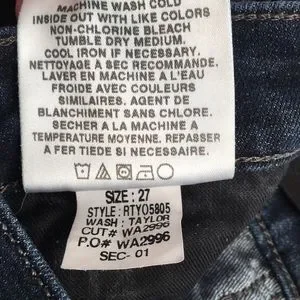 MACHINE WASH COLD
INSIDE OUT WITH LIKE COLORS
NON-CHLORINE BLEACH
TUMBLE DRY MEDIUM.
COOL IRON IF NECESSARY.
NETTOYAGE A SEC RECOMMANDE.
LAVER EN MACHINE A L'EAU
FROIDE AVEC COULEURS
SIMILAIRES. AGENT DE
BLANCHIMENT SANS CHLORE.
SECHER A LA MACHINE A
TEMPERATURE MOYENNE. REPASSER
A FER TIEDE SI NECESSAIRE.
SIZE: 27
STYLE: RTY05805
WASH: TAYLOR
CUT# WA2996
P.O# WA2996
SEC- 01